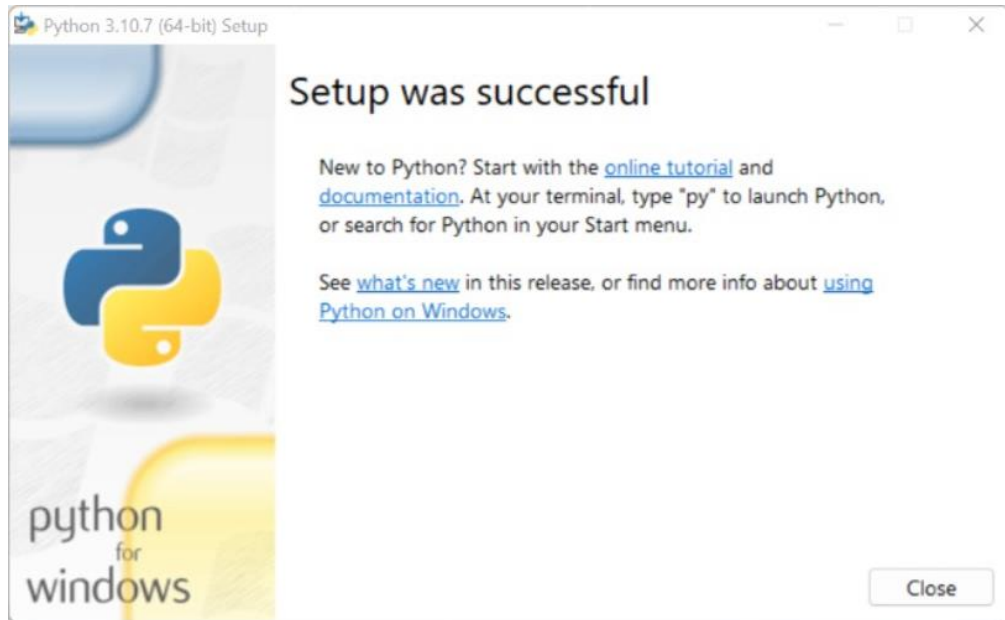 Python 3.10.7 (64-bit) Setup
Setup was successful
New to Python? Start with the online tutorial and
documentation. At your terminal, type "py" to launch Python,
or search for Python in your Start menu.
See what's new in this release, or find more info about using
Python on Windows.
python
for
windows
Close